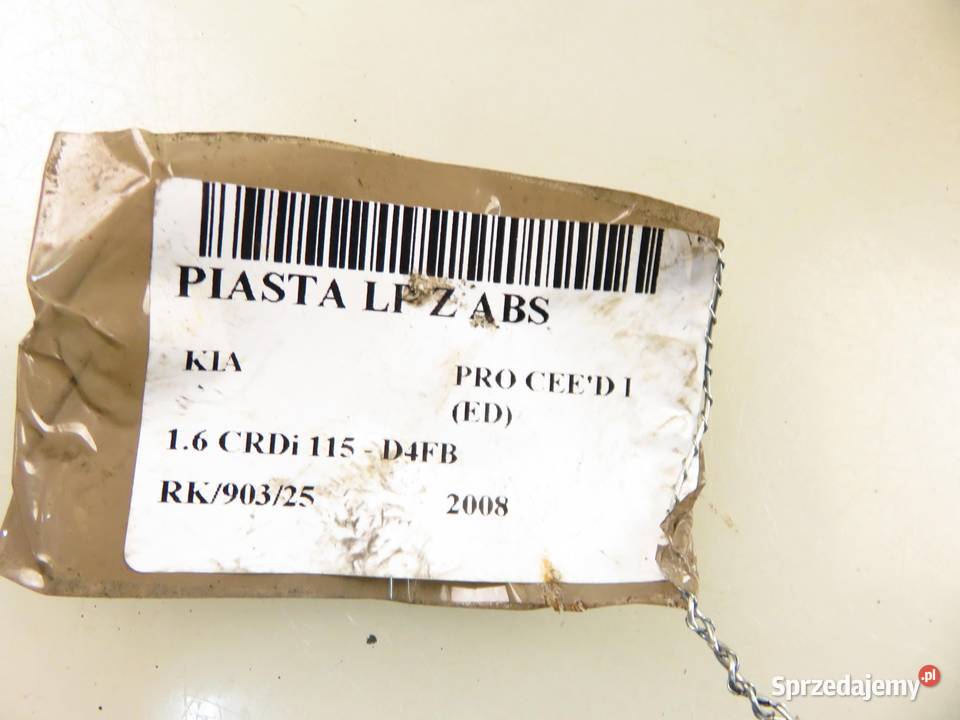 PIASTA LP Z ABS
KIA
PRO CEE'D I
(ED)
1.6 CRDi 115 - D4FB
RK/903/25
2008
Sprzedajemy.pl